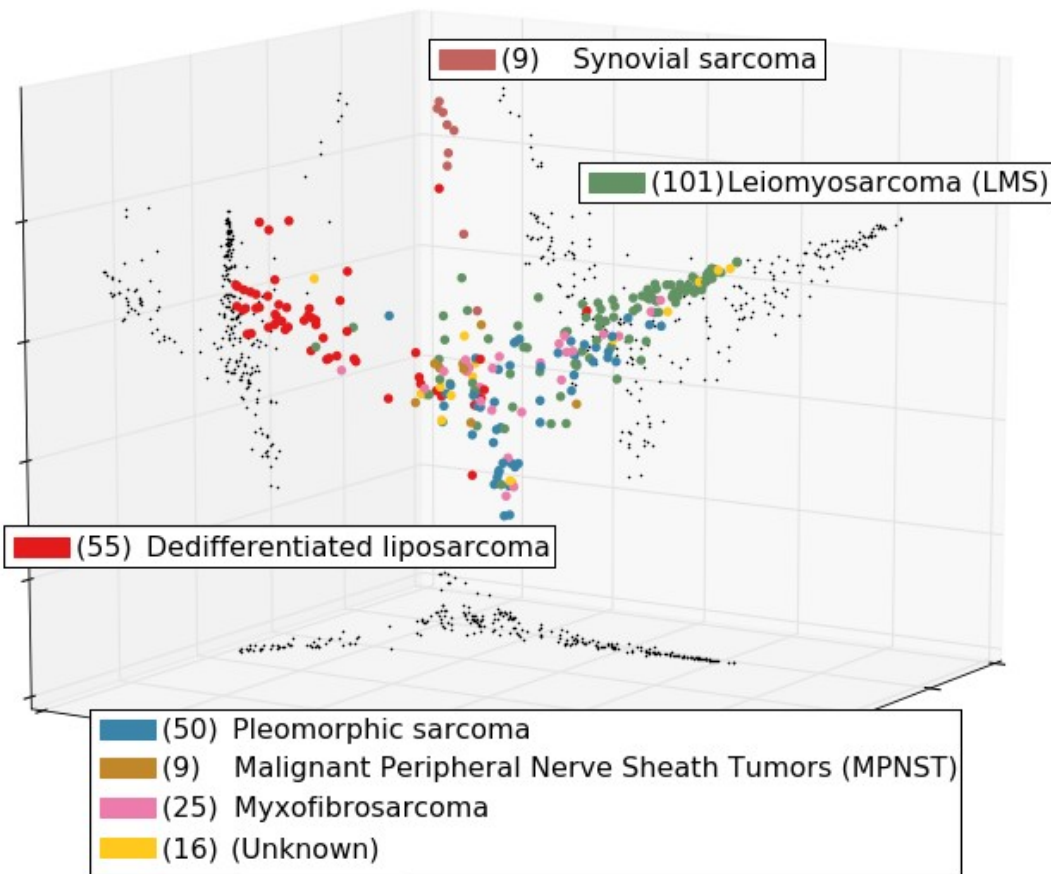 (9) Synovial sarcoma
(101) Leiomyosarcoma (LMS)
(55) Dedifferentiated liposarcoma
(50) Pleomorphic sarcoma
(9) Malignant Peripheral Nerve Sheath Tumors (MPNST)
(25) Myxofibrosarcoma
(16) (Unknown)